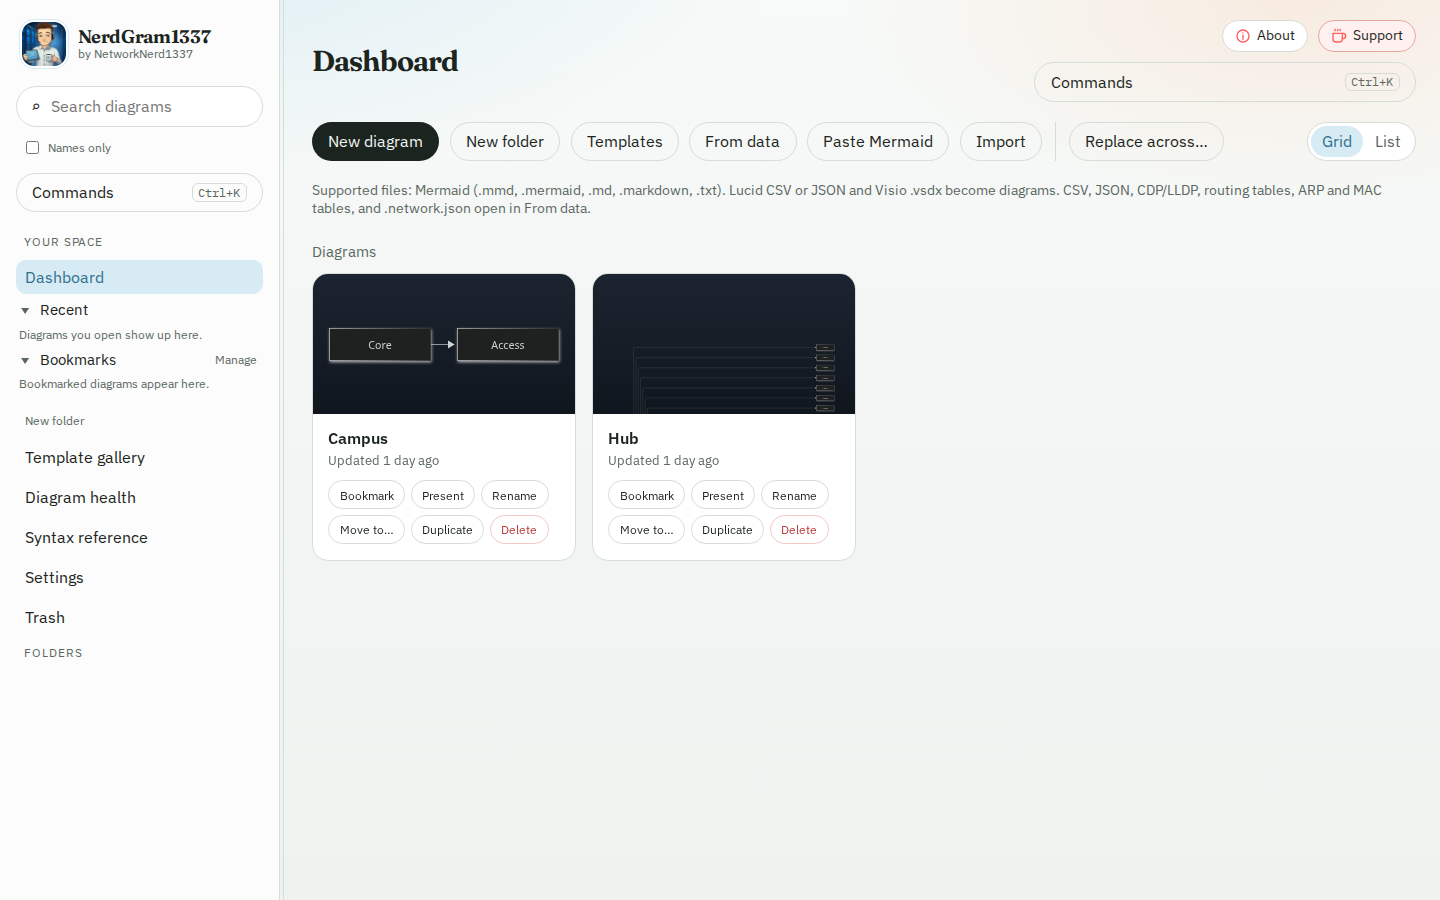 NerdGram1337
by NetworkNerd1337
Search diagrams
Names only
Commands Ctrl+K
YOUR SPACE
Dashboard
Recent
Diagrams you open show up here.
Bookmarks Manage
Bookmarked diagrams appear here.
New folder
Template gallery
Diagram health
Syntax reference
Settings
Trash
FOLDERS
About Support
Dashboard
Commands Ctrl+K
New diagram New folder Templates From data Paste Mermaid Import Replace across... Grid List
Supported files: Mermaid (.mmd, .mermaid, .md, .markdown, .txt). Lucid CSV or JSON and Visio .vsdx become diagrams. CSV, JSON, CDP/LLDP, routing tables, ARP and MAC
tables, and .network.json open in From data.
Diagrams
Core Access
Campus
Updated 1 day ago
Bookmark Present Rename
Move to... Duplicate Delete
Hub
Updated 1 day ago
Bookmark Present Rename
Move to... Duplicate Delete